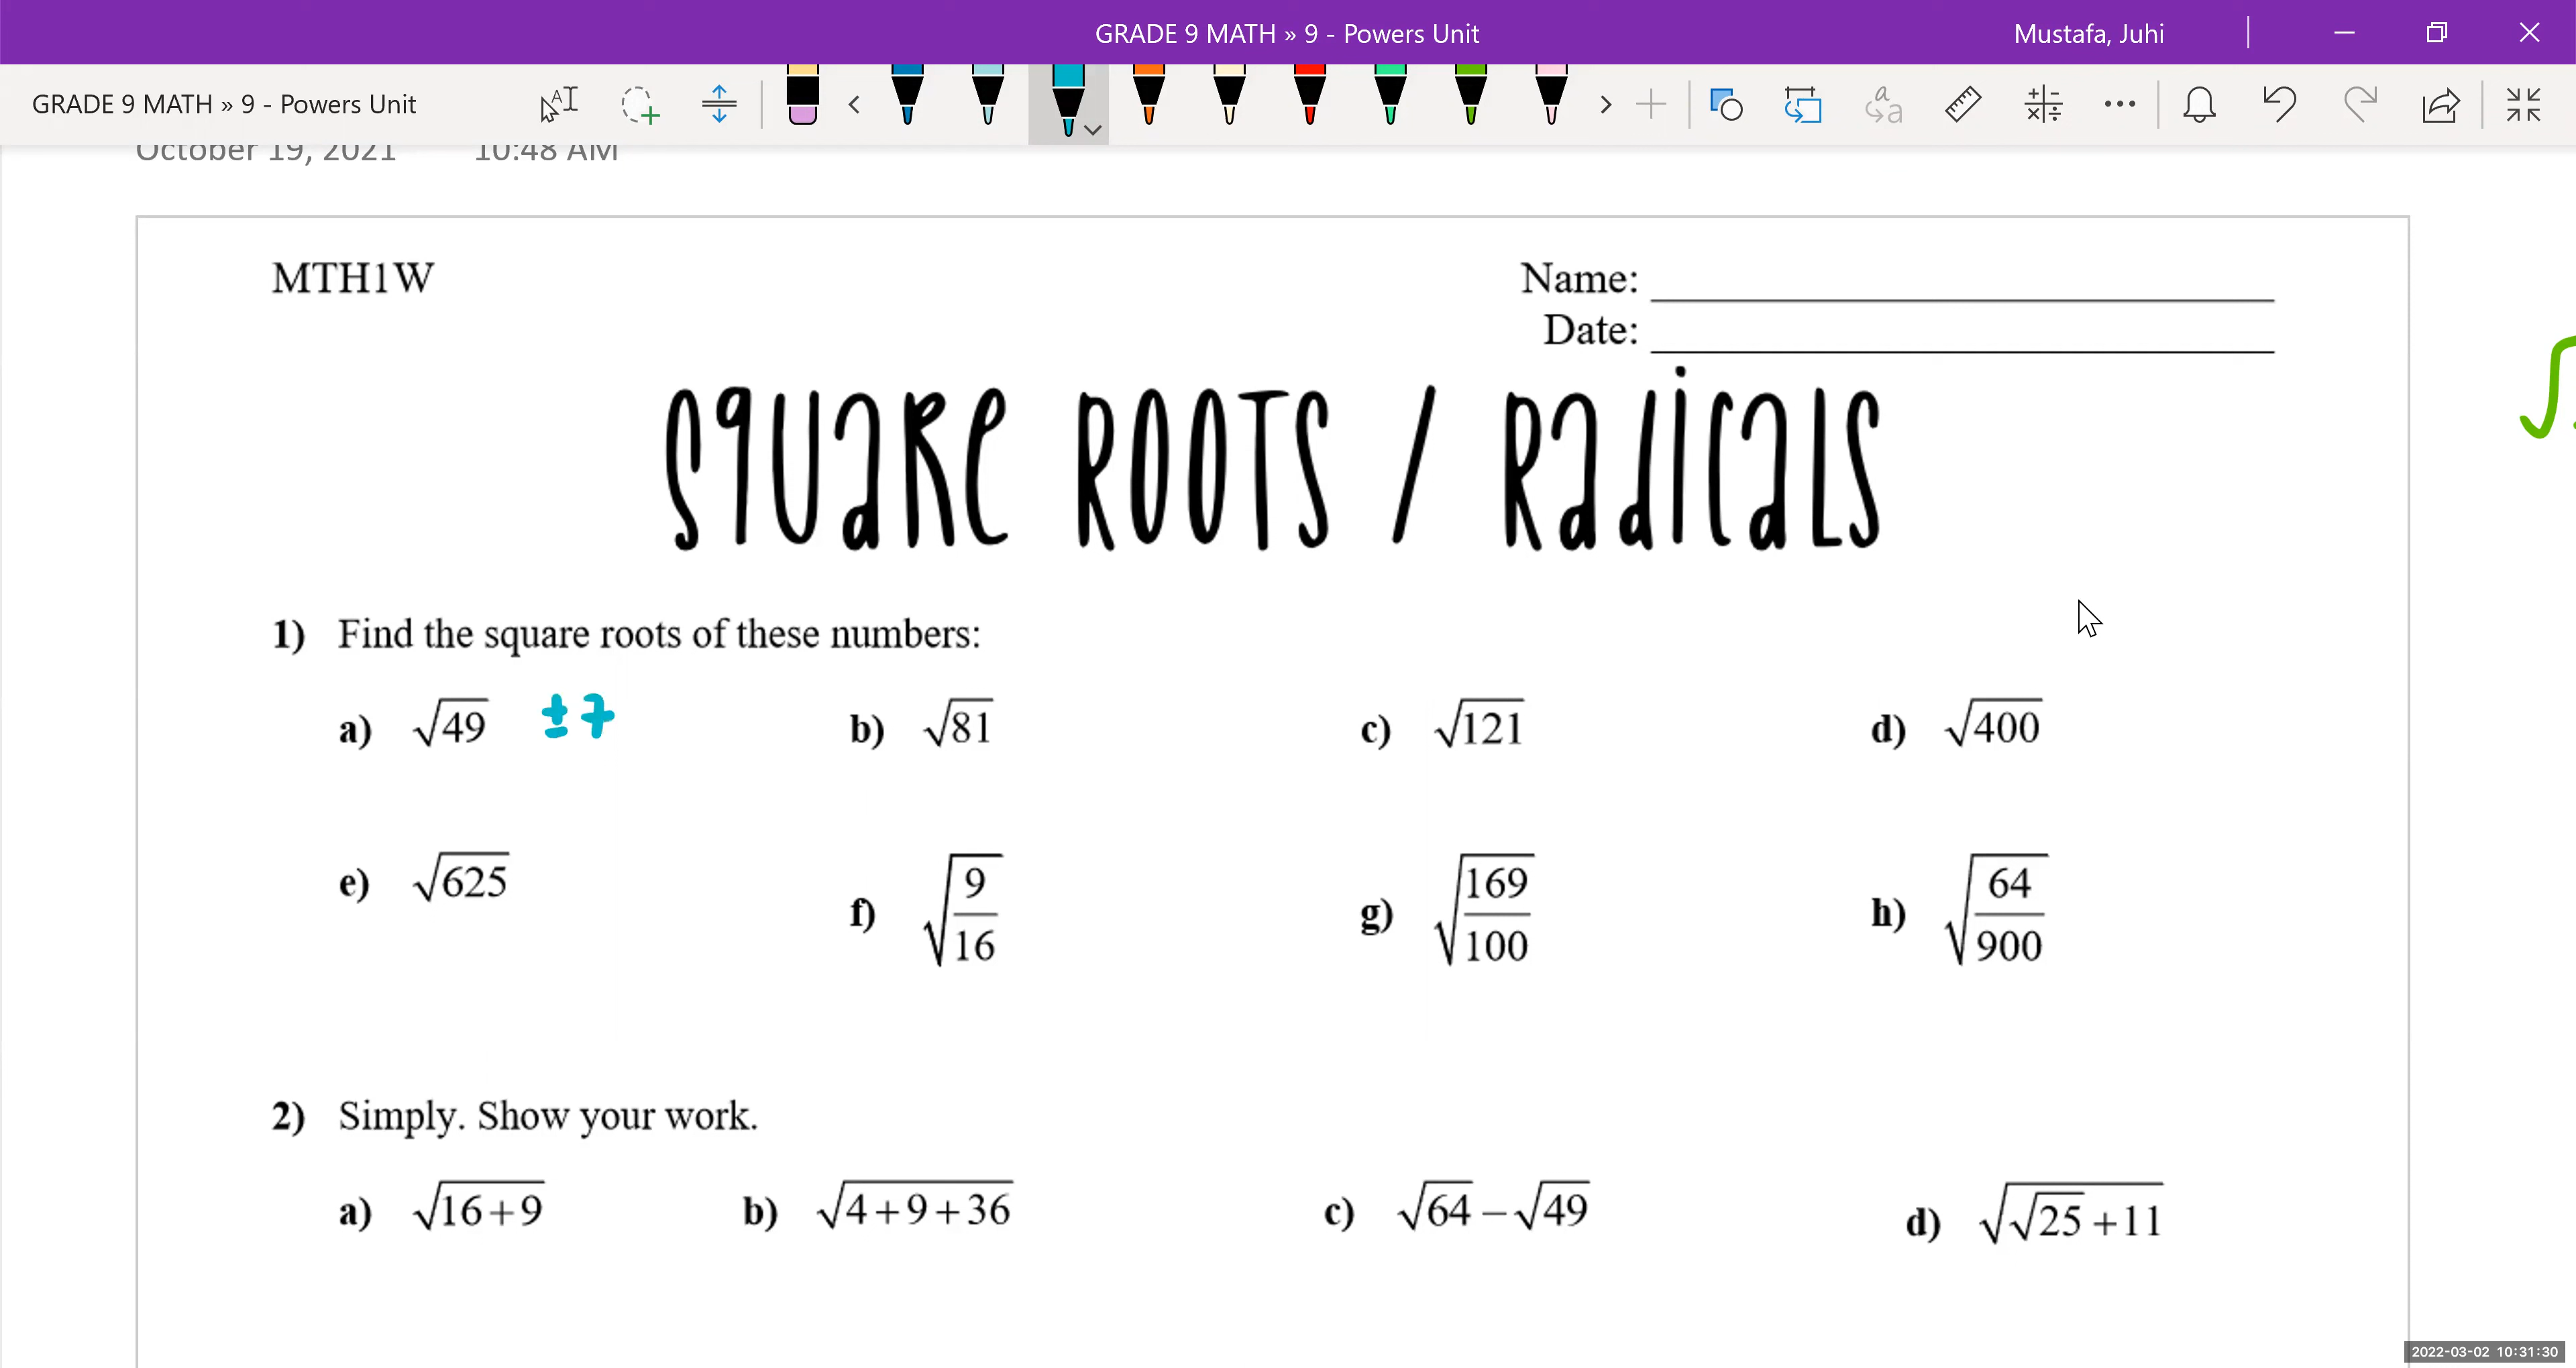 GRADE 9 MATH » 9 - Powers Unit Mustafa, Juhi
GRADE 9 MATH » 9 - Powers Unit
October 19, 2021 10:48 AM
MTH1W Name:
Date:
SQUARE ROOTS / RADICALS
1) Find the square roots of these numbers:
a) √49 ±7 b) √81 c) √121 d) √400
e) √625 f) √(9/16) g) √(169/100) h) √(64/900)
2) Simply. Show your work.
a) √(16+9) b) √(4+9+36) c) √64 − √49 d) √(√25+11)
2022-03-02 10:31:30